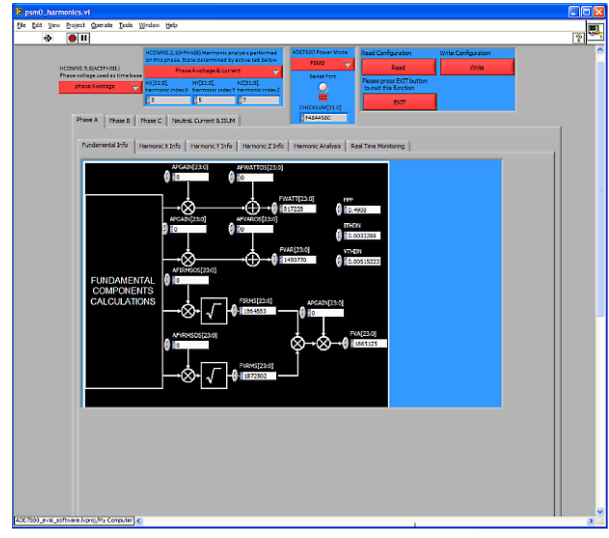 psm0_harmonics.vi
File Edit View Project Operate Tools Window Help
HCONFIG 9,8(ACTPHSEL)
Phase voltage used as time base
phase A voltage
HCONFIG 2,1(HPHASE) Harmonic analysis performed
on this phase. State determined by active tab below
Phase A voltage & current
HX[31:0], HY[31:0], HZ[31:0],
harmonic index X harmonic index Y harmonic index Z
3 5 7
ADE7880 Power Mode
PSM0
Serial Port
CHECKSUM[31:0]
Read Configuration Write Configuration
Read Write
Please press EXIT button
to exit this function
EXIT
Phase A Phase B Phase C Neutral Current & ISUM
Fundamental Info Harmonic X Info Harmonic Y Info Harmonic Z Info Harmonic Analysis Real Time Monitoring
APGAIN[23:0] AFWATTOS[23:0]
0 0
FWATT[23:0] FPF
817228 0.4903
APGAIN[23:0] AFVAROS[23:0] ITHDN
0 0 0.0033288
FVAR[23:0] VTHDN
1450770 0.00515223
AFIRMSOS[23:0]
0
FUNDAMENTAL
COMPONENTS
CALCULATIONS
FIRMS[23:0] APGAIN[23:0]
1864883 0
AFVRMSOS[23:0]
0
FVA[23:0]
1665125
FVRMS[23:0]
1872502
ADE7880_eval_software.lvproj/My Computer